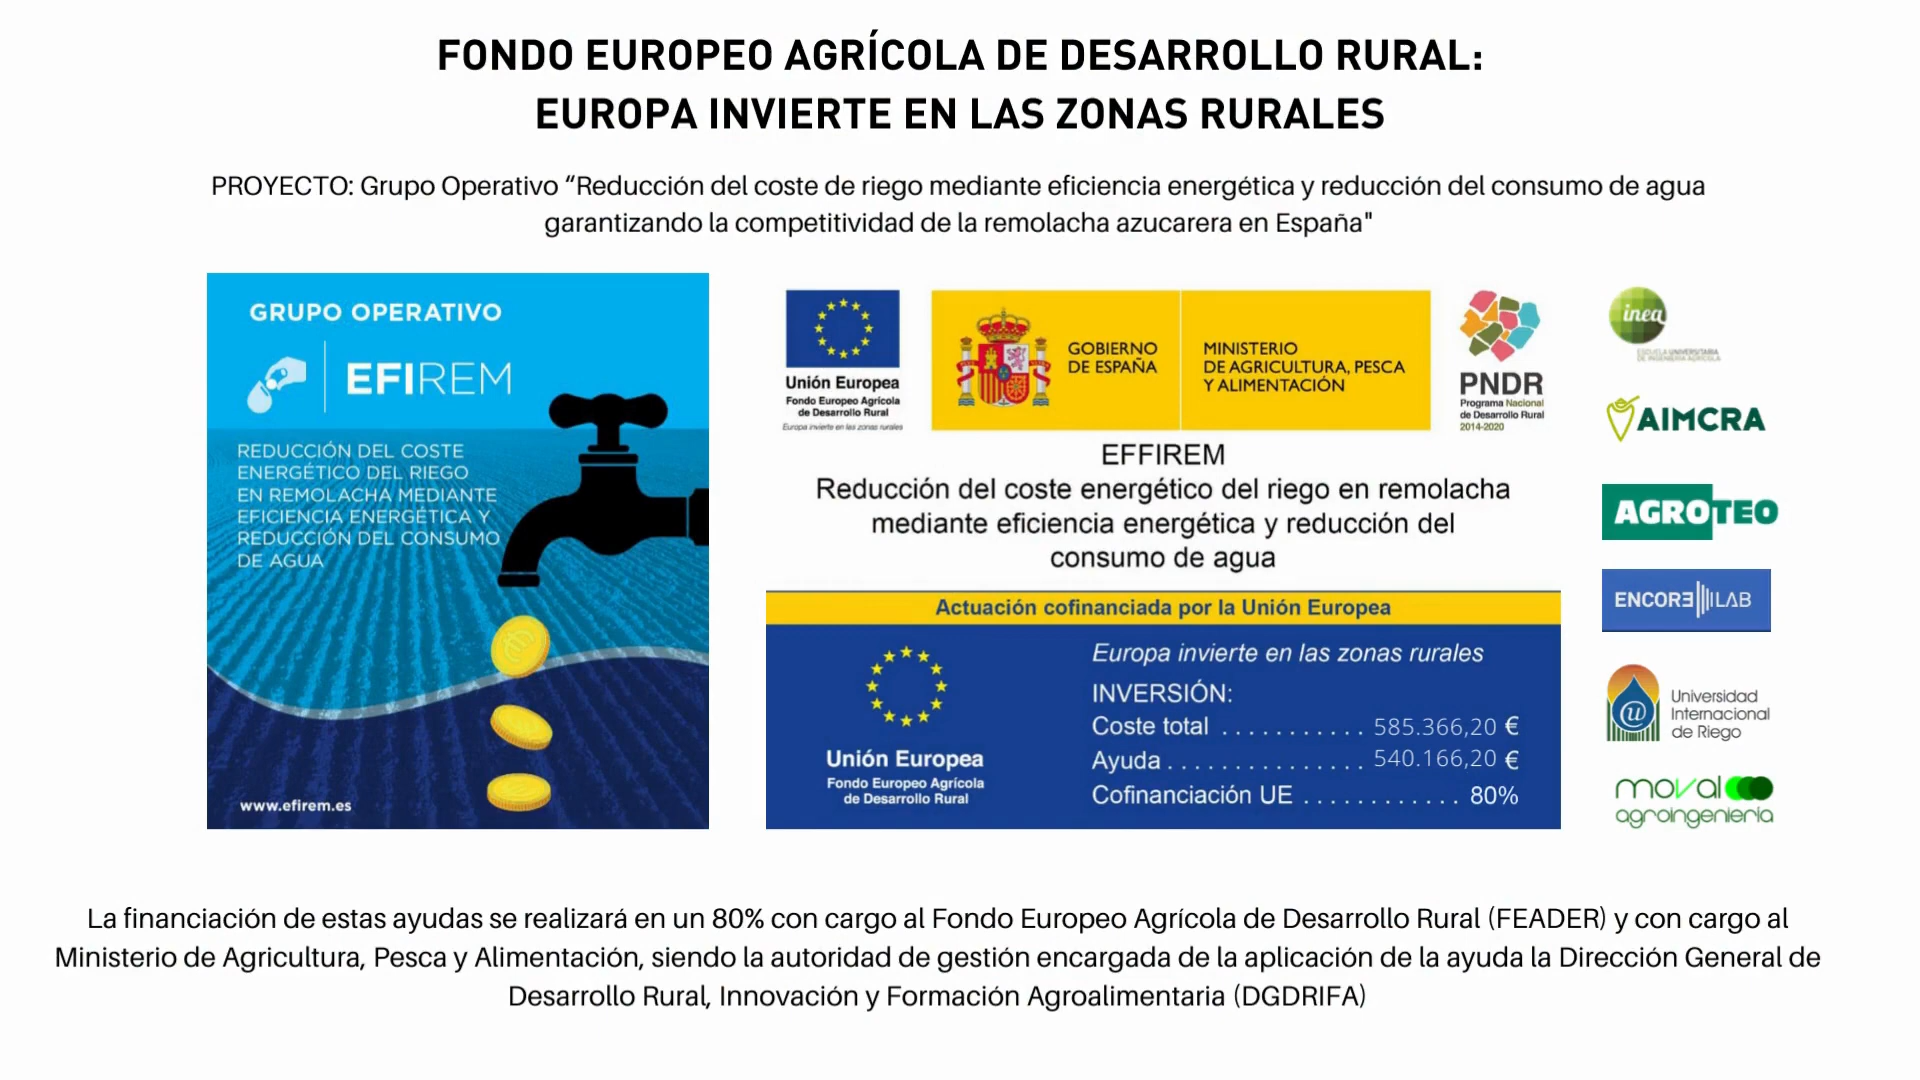 FONDO EUROPEO AGRÍCOLA DE DESARROLLO RURAL:
EUROPA INVIERTE EN LAS ZONAS RURALES
PROYECTO: Grupo Operativo “Reducción del coste de riego mediante eficiencia energética y reducción del consumo de agua
garantizando la competitividad de la remolacha azucarera en España"
GRUPO OPERATIVO
EFIREM
REDUCCIÓN DEL COSTE
ENERGÉTICO DEL RIEGO
EN REMOLACHA MEDIANTE
EFICIENCIA ENERGÉTICA Y
REDUCCIÓN DEL CONSUMO
DE AGUA
www.efirem.es
Unión Europea
Fondo Europeo Agrícola
de Desarrollo Rural
Europa invierte en las zonas rurales
GOBIERNO
DE ESPAÑA
MINISTERIO
DE AGRICULTURA, PESCA
Y ALIMENTACIÓN
PNDR
Programa Nacional
de Desarrollo Rural
2014-2020
EFFIREM
Reducción del coste energético del riego en remolacha
mediante eficiencia energética y reducción del
consumo de agua
Actuación cofinanciada por la Unión Europea
Unión Europea
Fondo Europeo Agrícola
de Desarrollo Rural
Europa invierte en las zonas rurales
INVERSIÓN:
Coste total . . . . . . . . . . . 585.366,20 €
Ayuda . . . . . . . . . . . . . . . 540.166,20 €
Cofinanciación UE . . . . . . . . . . . . 80%
inea
ESCUELA UNIVERSITARIA
DE INGENIERÍA AGRÍCOLA
AIMCRA
AGROTEO
ENCORE LAB
Universidad
Internacional
de Riego
moval
agroingeniería
La financiación de estas ayudas se realizará en un 80% con cargo al Fondo Europeo Agrícola de Desarrollo Rural (FEADER) y con cargo al
Ministerio de Agricultura, Pesca y Alimentación, siendo la autoridad de gestión encargada de la aplicación de la ayuda la Dirección General de
Desarrollo Rural, Innovación y Formación Agroalimentaria (DGDRIFA)